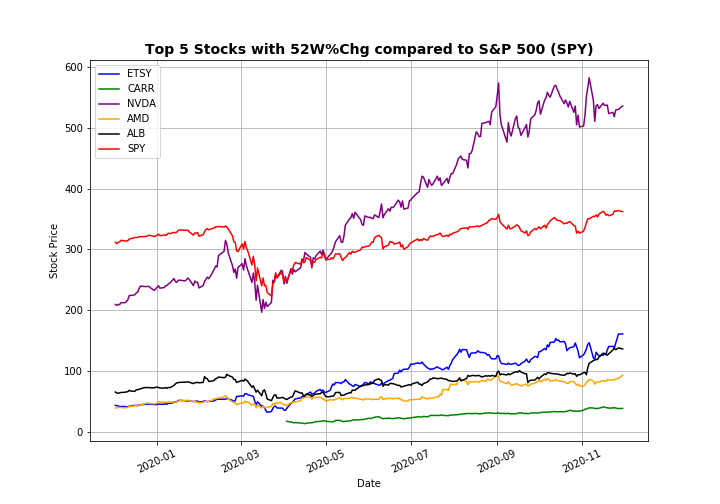 Top 5 Stocks with 52W%Chg compared to S&P 500 (SPY)
600
500
400
300
200
100
0
Stock Price
ETSY
CARR
NVDA
AMD
ALB
SPY
2020-01
2020-03
2020-05
2020-07
2020-09
2020-11
Date